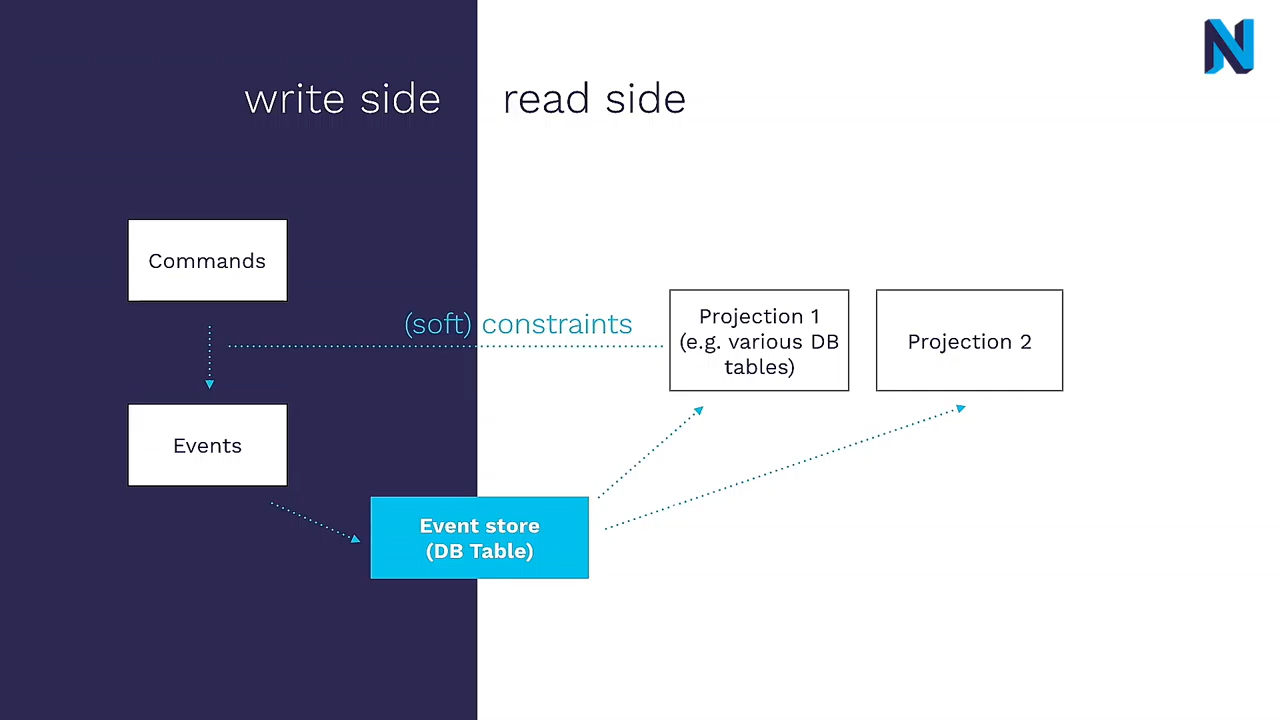 write side
read side
Commands
(soft) constraints
Projection 1
(e.g. various DB
tables)
Projection 2
Events
Event store
(DB Table)